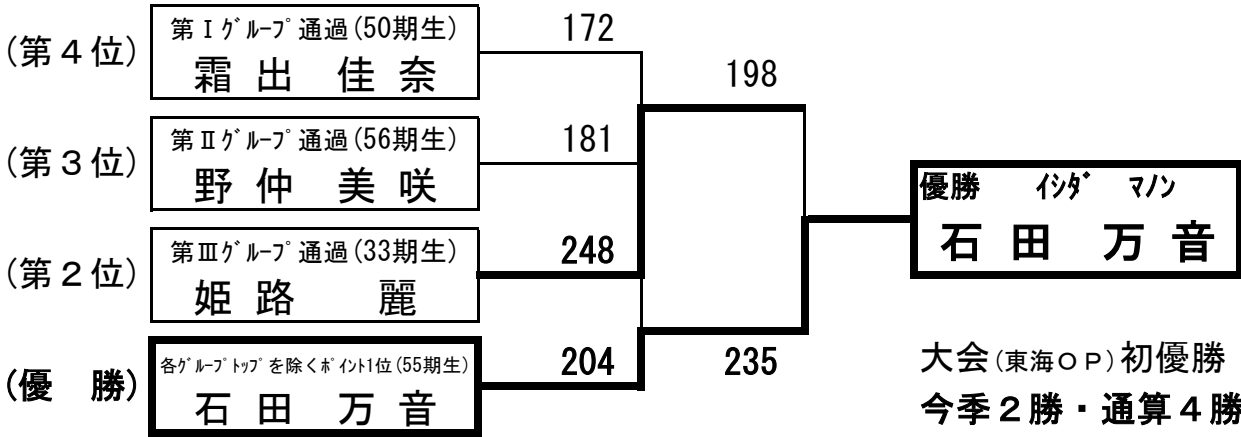 (第４位)
第Ⅰｸﾞﾙｰﾌﾟ通過(50期生)
霜出 佳奈
172
(第３位)
第Ⅱｸﾞﾙｰﾌﾟ通過(56期生)
野仲 美咲
181
(第２位)
第Ⅲｸﾞﾙｰﾌﾟ通過(33期生)
姫路 麗
248
(優 勝)
各ｸﾞﾙｰﾌﾟﾄｯﾌﾟを除くﾎﾟｲﾝﾄ1位(55期生)
石田 万音
204
198
235
優勝 ｲｼﾀﾞ ﾏﾉﾝ
石田 万音
大会(東海ＯＰ)初優勝
今季２勝・通算４勝